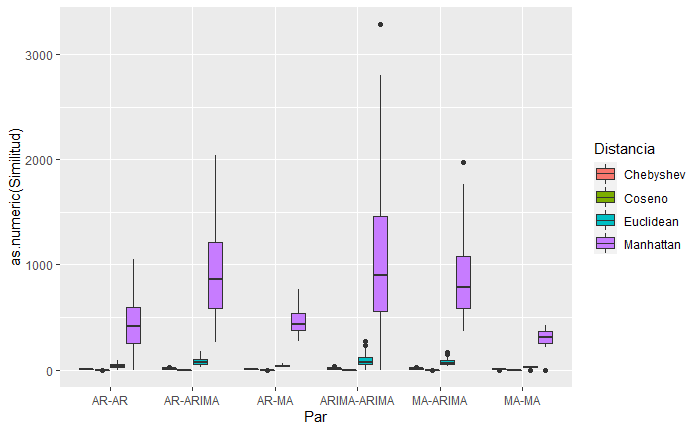 3000
2000
1000
0
as.numeric(Similitud)
AR-AR
AR-ARIMA
AR-MA
ARIMA-ARIMA
MA-ARIMA
MA-MA
Par
Distancia
Chebyshev
Coseno
Euclidean
Manhattan